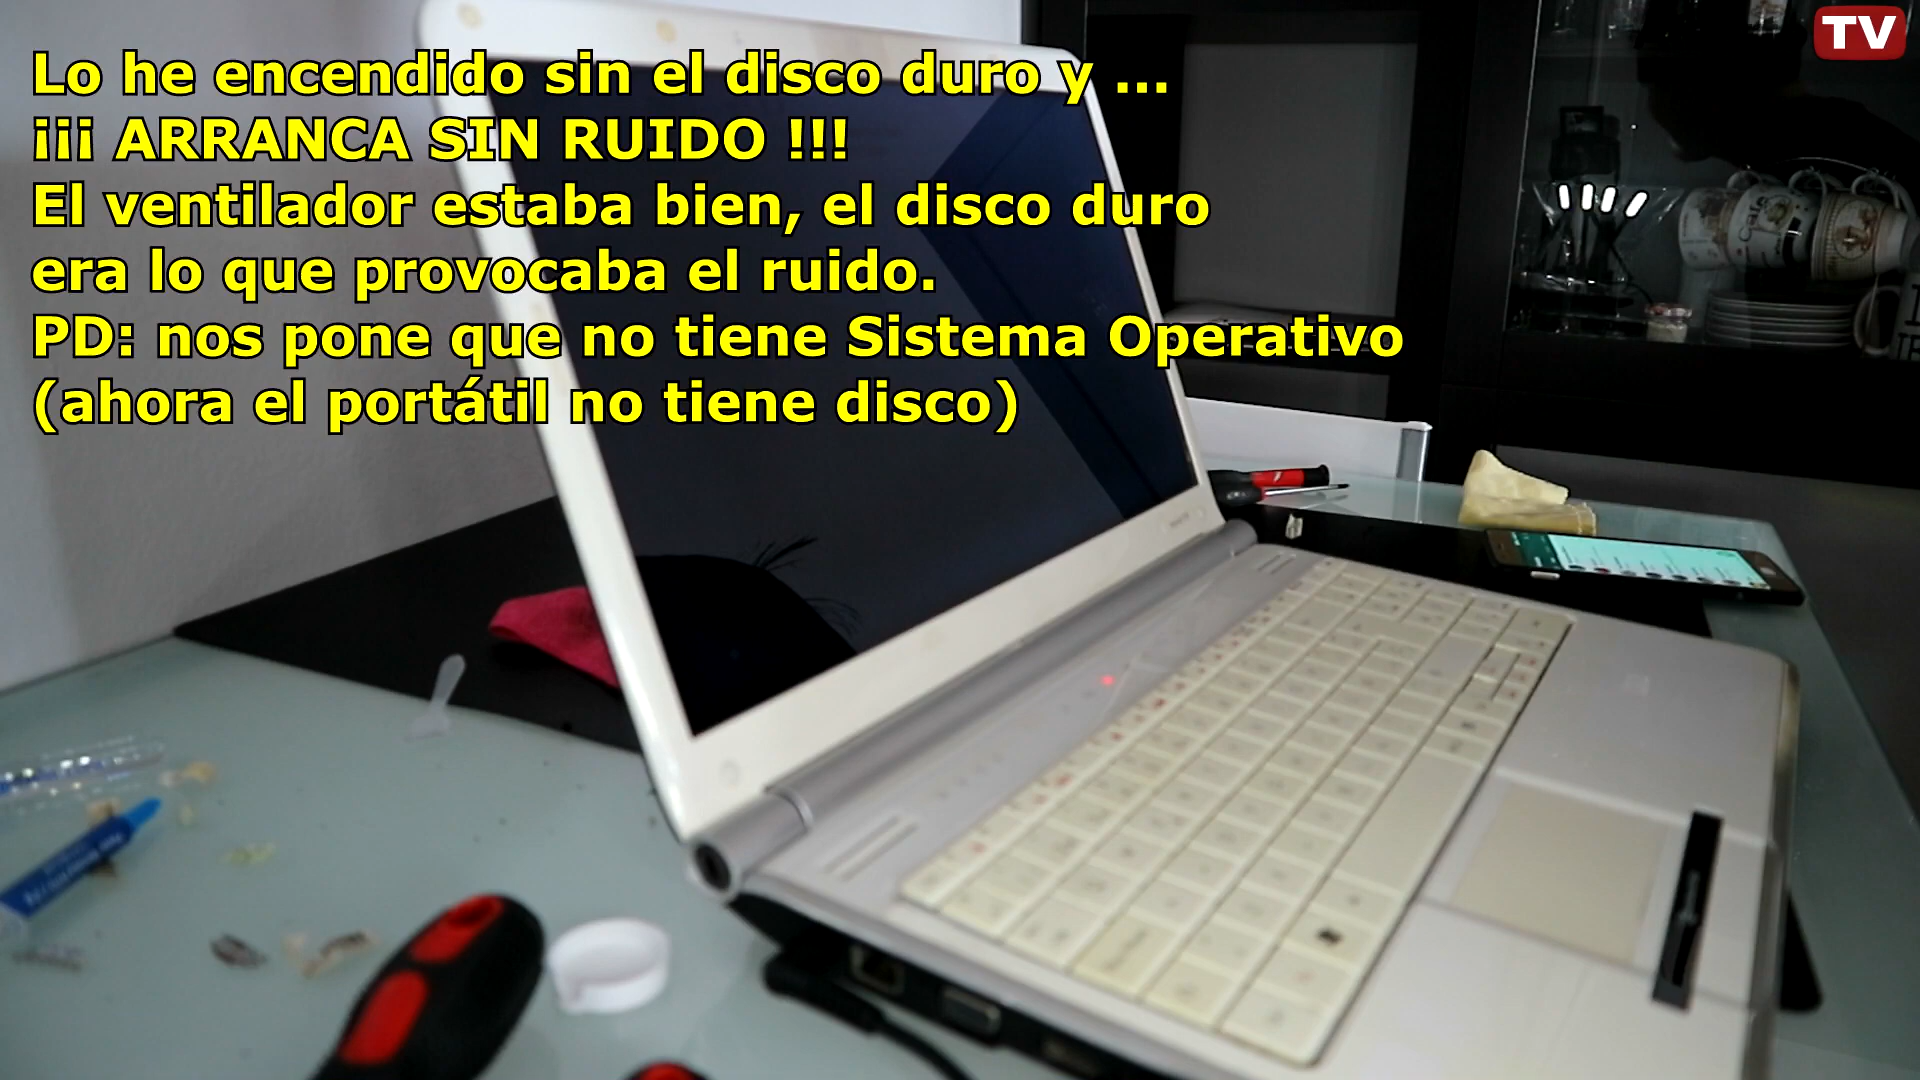 TV
Lo he encendido sin el disco duro y ...
¡¡¡ ARRANCA SIN RUIDO !!!
El ventilador estaba bien, el disco duro
era lo que provocaba el ruido.
PD: nos pone que no tiene Sistema Operativo
(ahora el portátil no tiene disco)